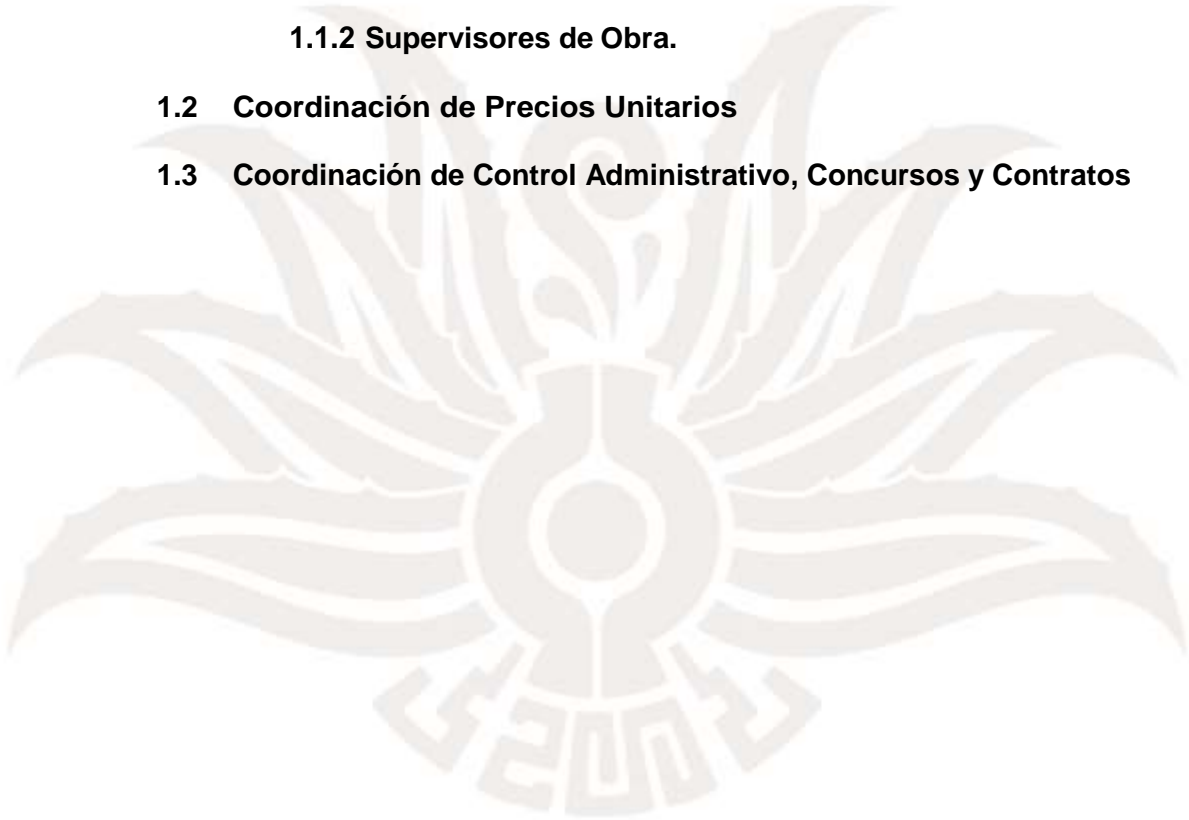 1.1.2 Supervisores de Obra.
1.2 Coordinación de Precios Unitarios
1.3 Coordinación de Control Administrativo, Concursos y Contratos